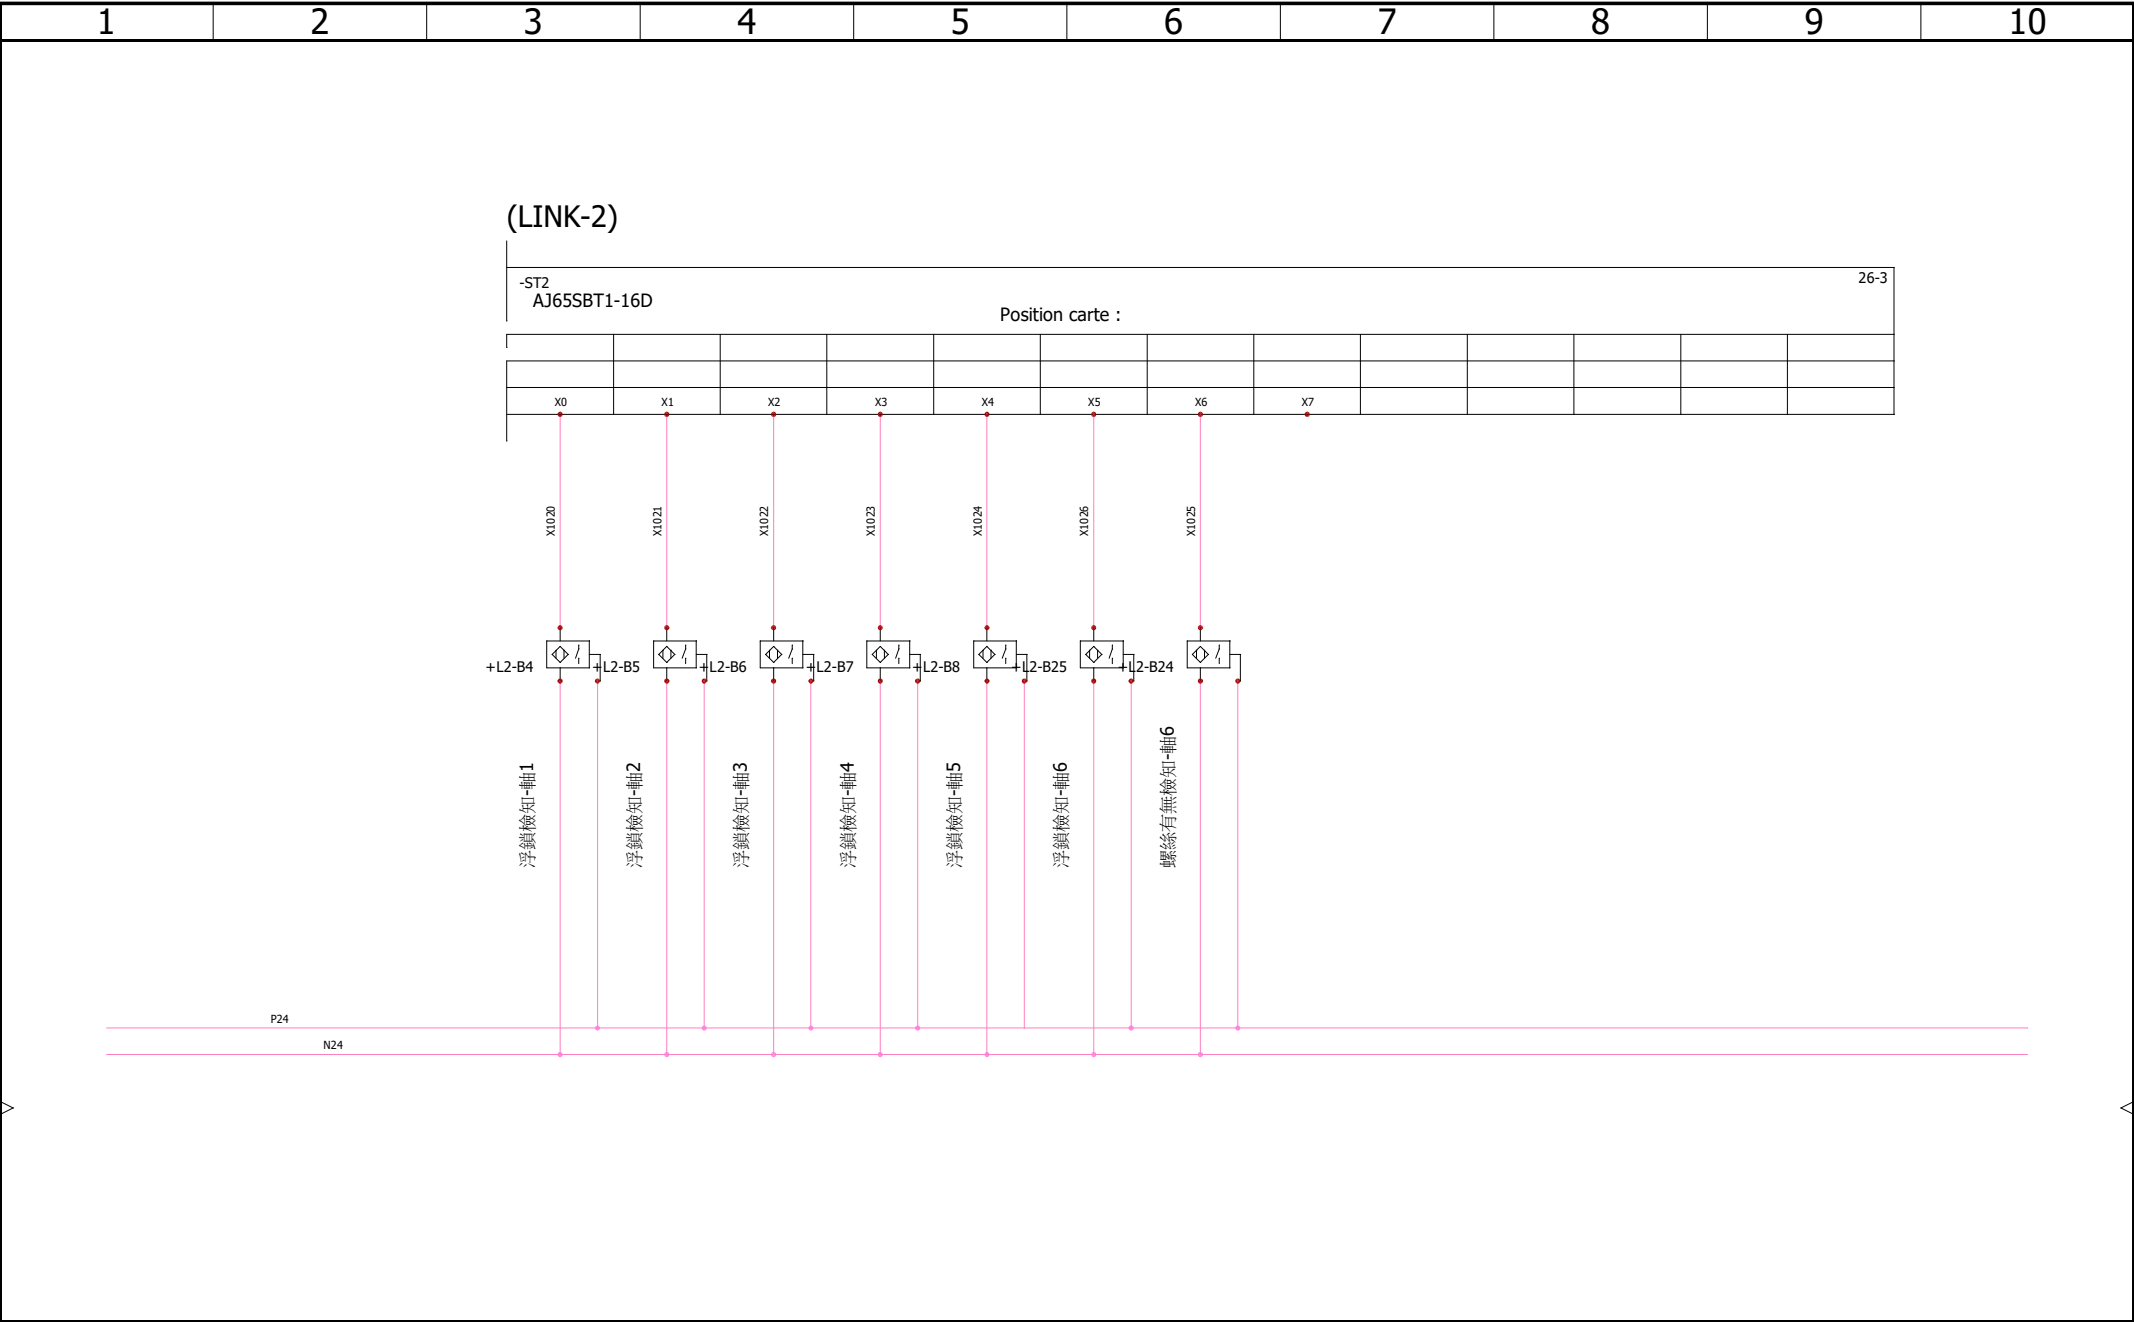 1 2 3 4 5 6 7 8 9 10
(LINK-2)
-ST2 26-3
AJ65SBT1-16D
Position carte :
X0 X1 X2 X3 X4 X5 X6 X7
X1020 X1021 X1022 X1023 X1024 X1026 X1025
+L2-B4 +L2-B5 +L2-B6 +L2-B7 +L2-B8 +L2-B25 +L2-B24
浮鎖檢知-軸1
浮鎖檢知-軸2
浮鎖檢知-軸3
浮鎖檢知-軸4
浮鎖檢知-軸5
浮鎖檢知-軸6
螺絲有無檢知-軸6
P24
N24